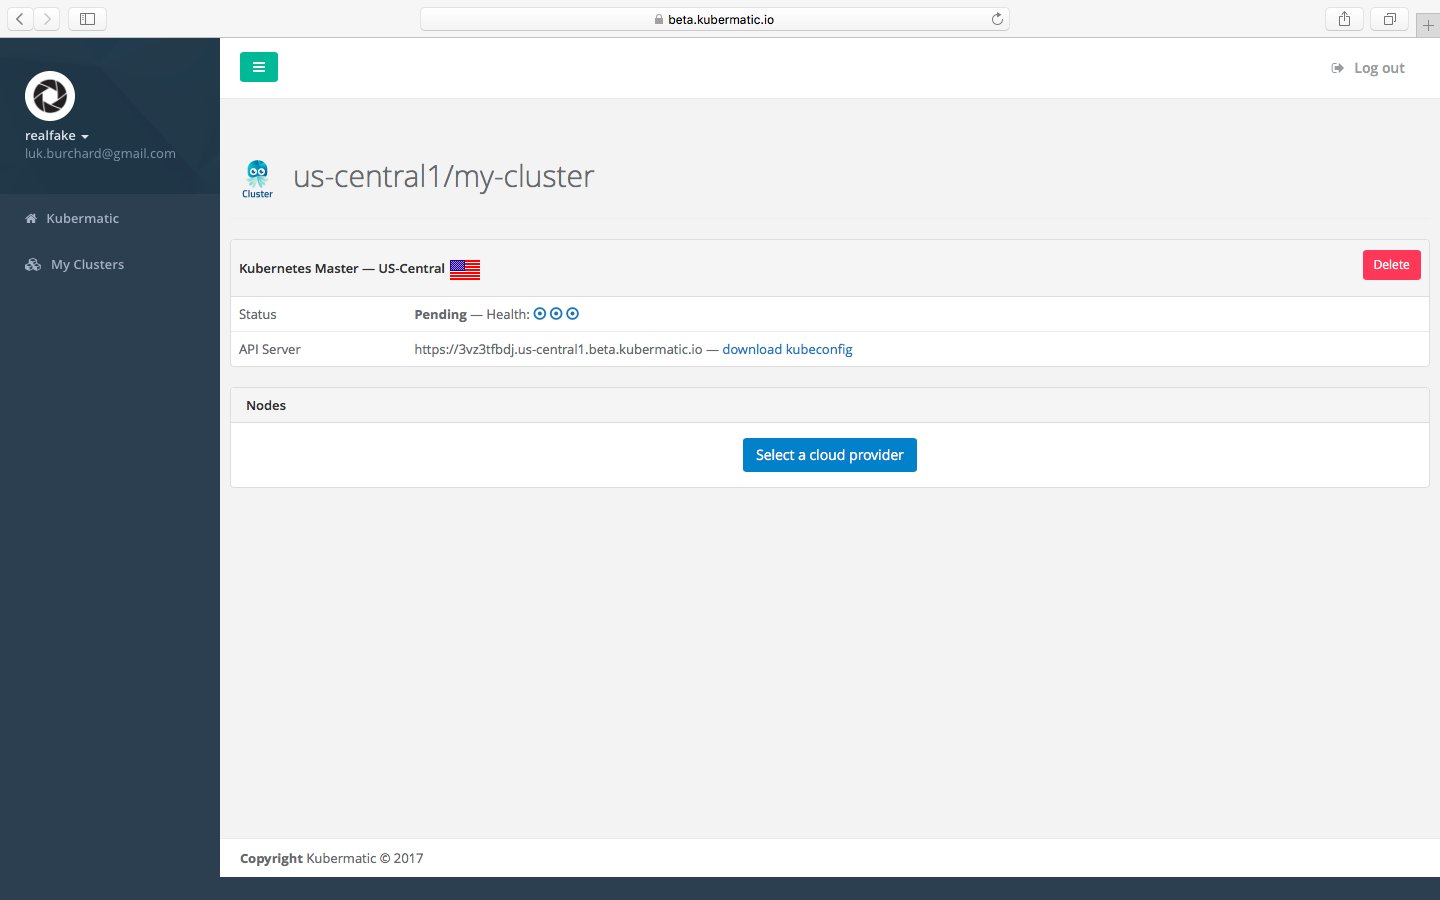 beta.kubermatic.io
Log out
realfake
luk.burchard@gmail.com
Kubermatic
My Clusters
Cluster
us-central1/my-cluster
Kubernetes Master — US-Central
Delete
Status
Pending — Health:
API Server
https://3vz3tfbdj.us-central1.beta.kubermatic.io — download kubeconfig
Nodes
Select a cloud provider
Copyright Kubermatic © 2017